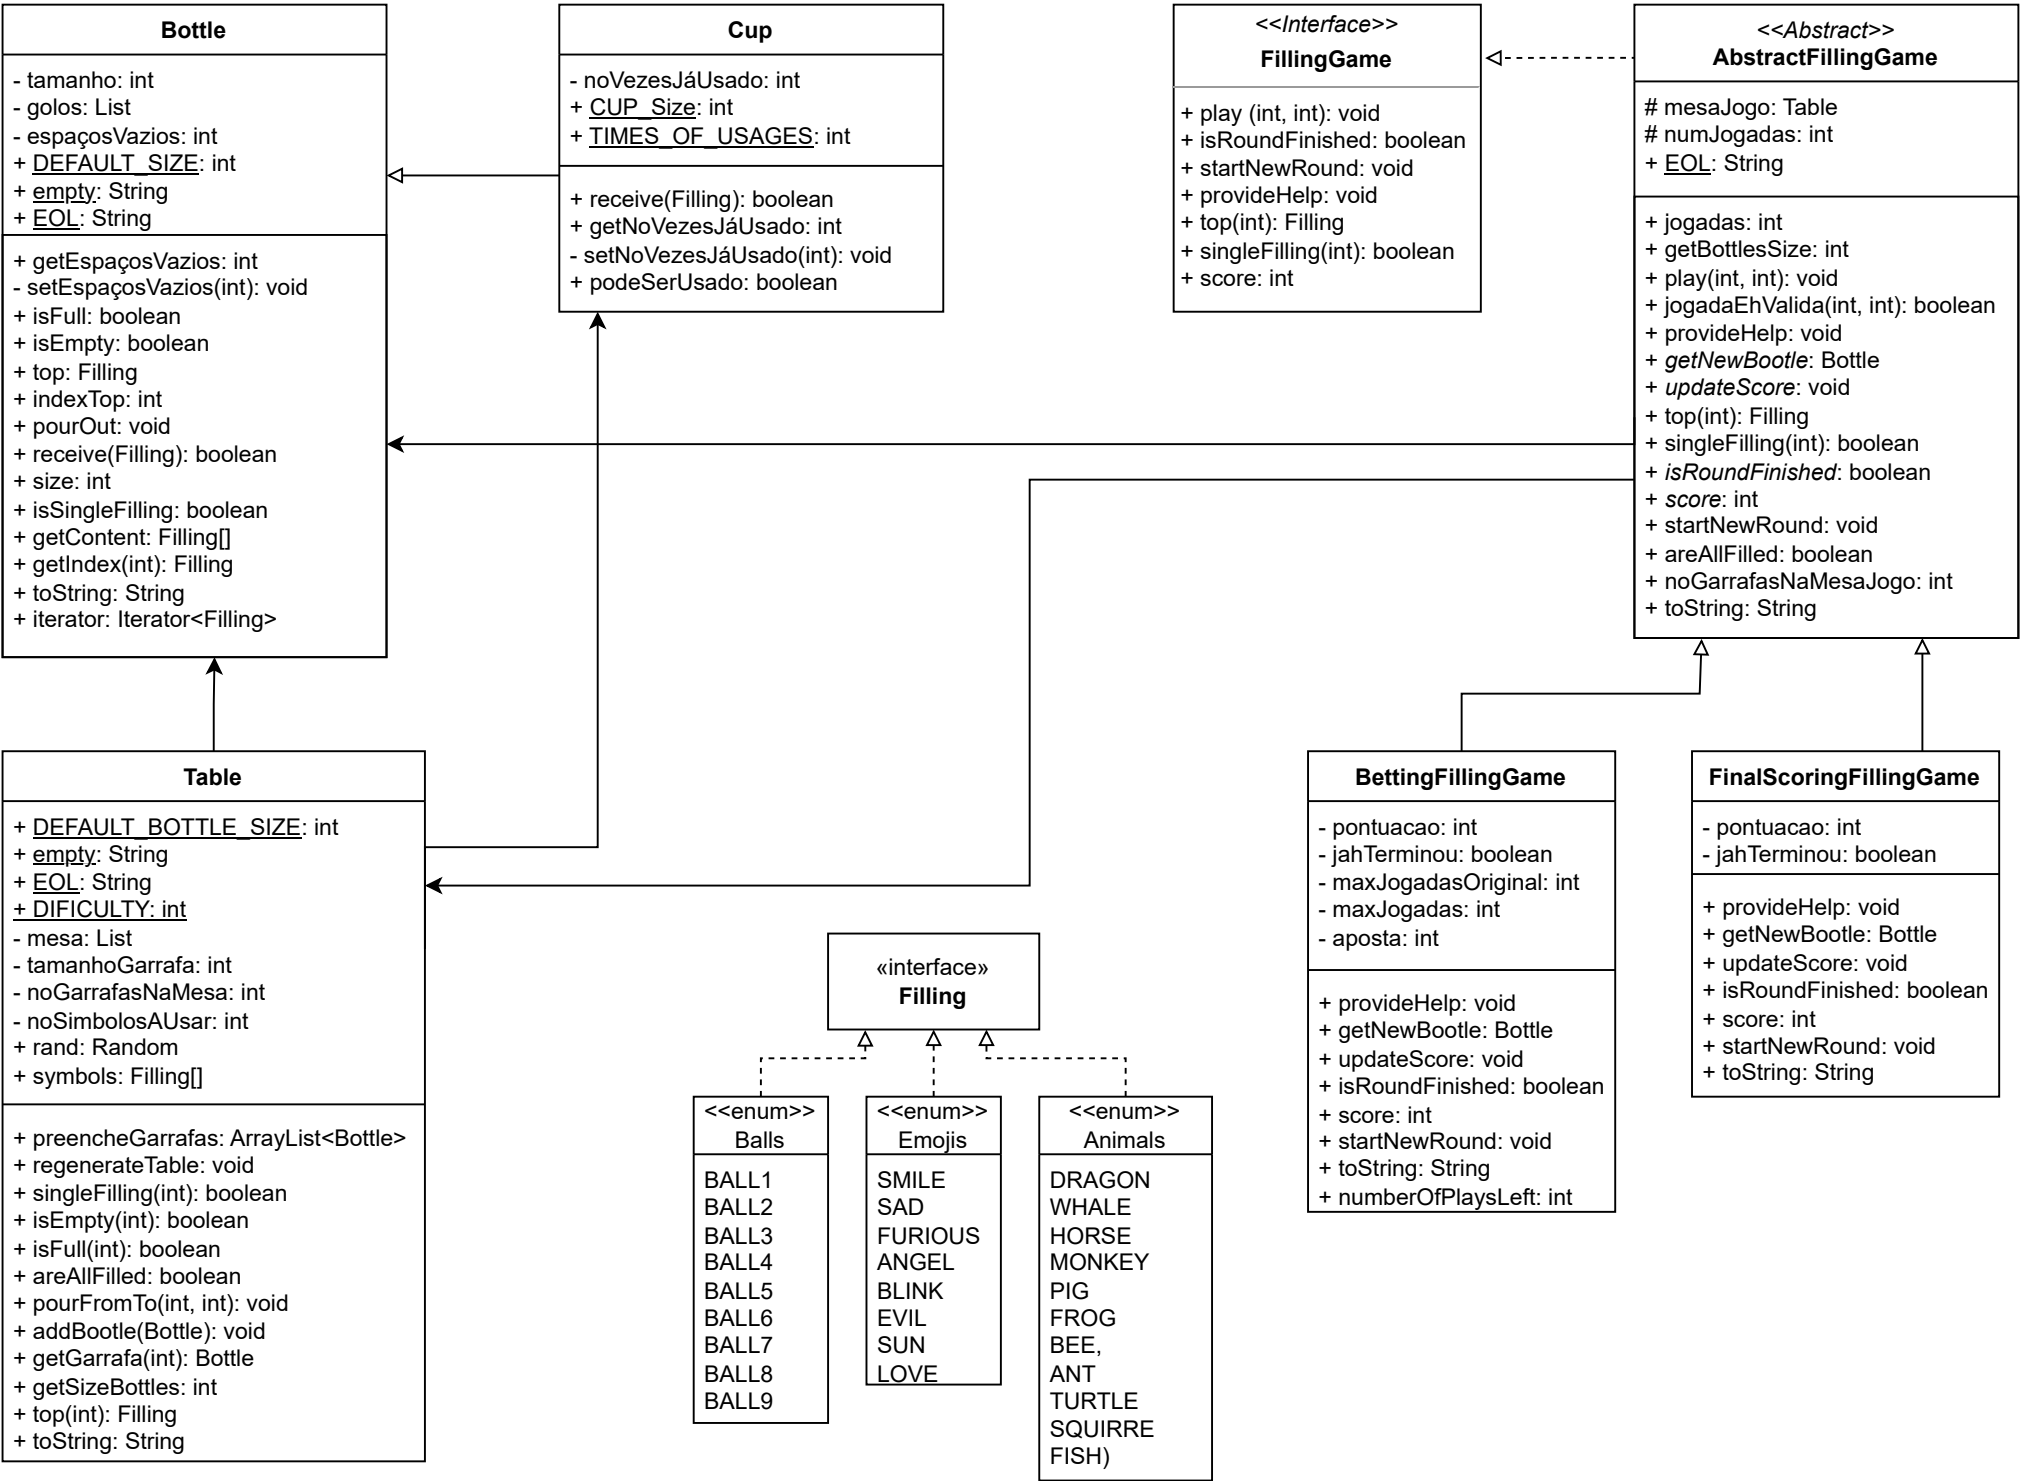 Bottle
- tamanho: int
- golos: List
- espaçosVazios: int
+ DEFAULT_SIZE: int
+ empty: String
+ EOL: String
+ getEspaçosVazios: int
- setEspaçosVazios(int): void
+ isFull: boolean
+ isEmpty: boolean
+ top: Filling
+ indexTop: int
+ pourOut: void
+ receive(Filling): boolean
+ size: int
+ isSingleFilling: boolean
+ getContent: Filling[]
+ getIndex(int): Filling
+ toString: String
+ iterator: Iterator<Filling>
Cup
- noVezesJáUsado: int
+ CUP_Size: int
+ TIMES_OF_USAGES: int
+ receive(Filling): boolean
+ getNoVezesJáUsado: int
- setNoVezesJáUsado(int): void
+ podeSerUsado: boolean
<<Interface>>
FillingGame
+ play (int, int): void
+ isRoundFinished: boolean
+ startNewRound: void
+ provideHelp: void
+ top(int): Filling
+ singleFilling(int): boolean
+ score: int
<<Abstract>>
AbstractFillingGame
# mesaJogo: Table
# numJogadas: int
+ EOL: String
+ jogadas: int
+ getBottlesSize: int
+ play(int, int): void
+ jogadaEhValida(int, int): boolean
+ provideHelp: void
+ getNewBootle: Bottle
+ updateScore: void
+ top(int): Filling
+ singleFilling(int): boolean
+ isRoundFinished: boolean
+ score: int
+ startNewRound: void
+ areAllFilled: boolean
+ noGarrafasNaMesaJogo: int
+ toString: String
Table
+ DEFAULT_BOTTLE_SIZE: int
+ empty: String
+ EOL: String
+ DIFICULTY: int
- mesa: List
- tamanhoGarrafa: int
- noGarrafasNaMesa: int
- noSimbolosAUsar: int
+ rand: Random
+ symbols: Filling[]
+ preencheGarrafas: ArrayList<Bottle>
+ regenerateTable: void
+ singleFilling(int): boolean
+ isEmpty(int): boolean
+ isFull(int): boolean
+ areAllFilled: boolean
+ pourFromTo(int, int): void
+ addBootle(Bottle): void
+ getGarrafa(int): Bottle
+ getSizeBottles: int
+ top(int): Filling
+ toString: String
«interface»
Filling
<<enum>>
Balls
BALL1
BALL2
BALL3
BALL4
BALL5
BALL6
BALL7
BALL8
BALL9
<<enum>>
Emojis
SMILE
SAD
FURIOUS
ANGEL
BLINK
EVIL
SUN
LOVE
<<enum>>
Animals
DRAGON
WHALE
HORSE
MONKEY
PIG
FROG
BEE,
ANT
TURTLE
SQUIRRE
FISH)
BettingFillingGame
- pontuacao: int
- jahTerminou: boolean
- maxJogadasOriginal: int
- maxJogadas: int
- aposta: int
+ provideHelp: void
+ getNewBootle: Bottle
+ updateScore: void
+ isRoundFinished: boolean
+ score: int
+ startNewRound: void
+ toString: String
+ numberOfPlaysLeft: int
FinalScoringFillingGame
- pontuacao: int
- jahTerminou: boolean
+ provideHelp: void
+ getNewBootle: Bottle
+ updateScore: void
+ isRoundFinished: boolean
+ score: int
+ startNewRound: void
+ toString: String